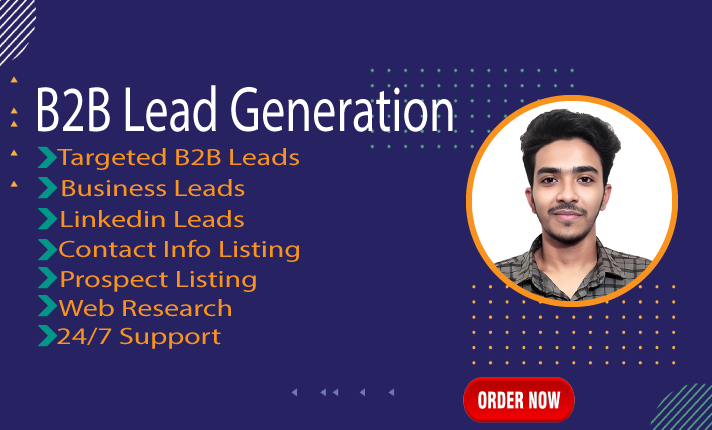 B2B Lead Generation
Targeted B2B Leads
Business Leads
Linkedin Leads
Contact Info Listing
Prospect Listing
Web Research
24/7 Support
ORDER NOW